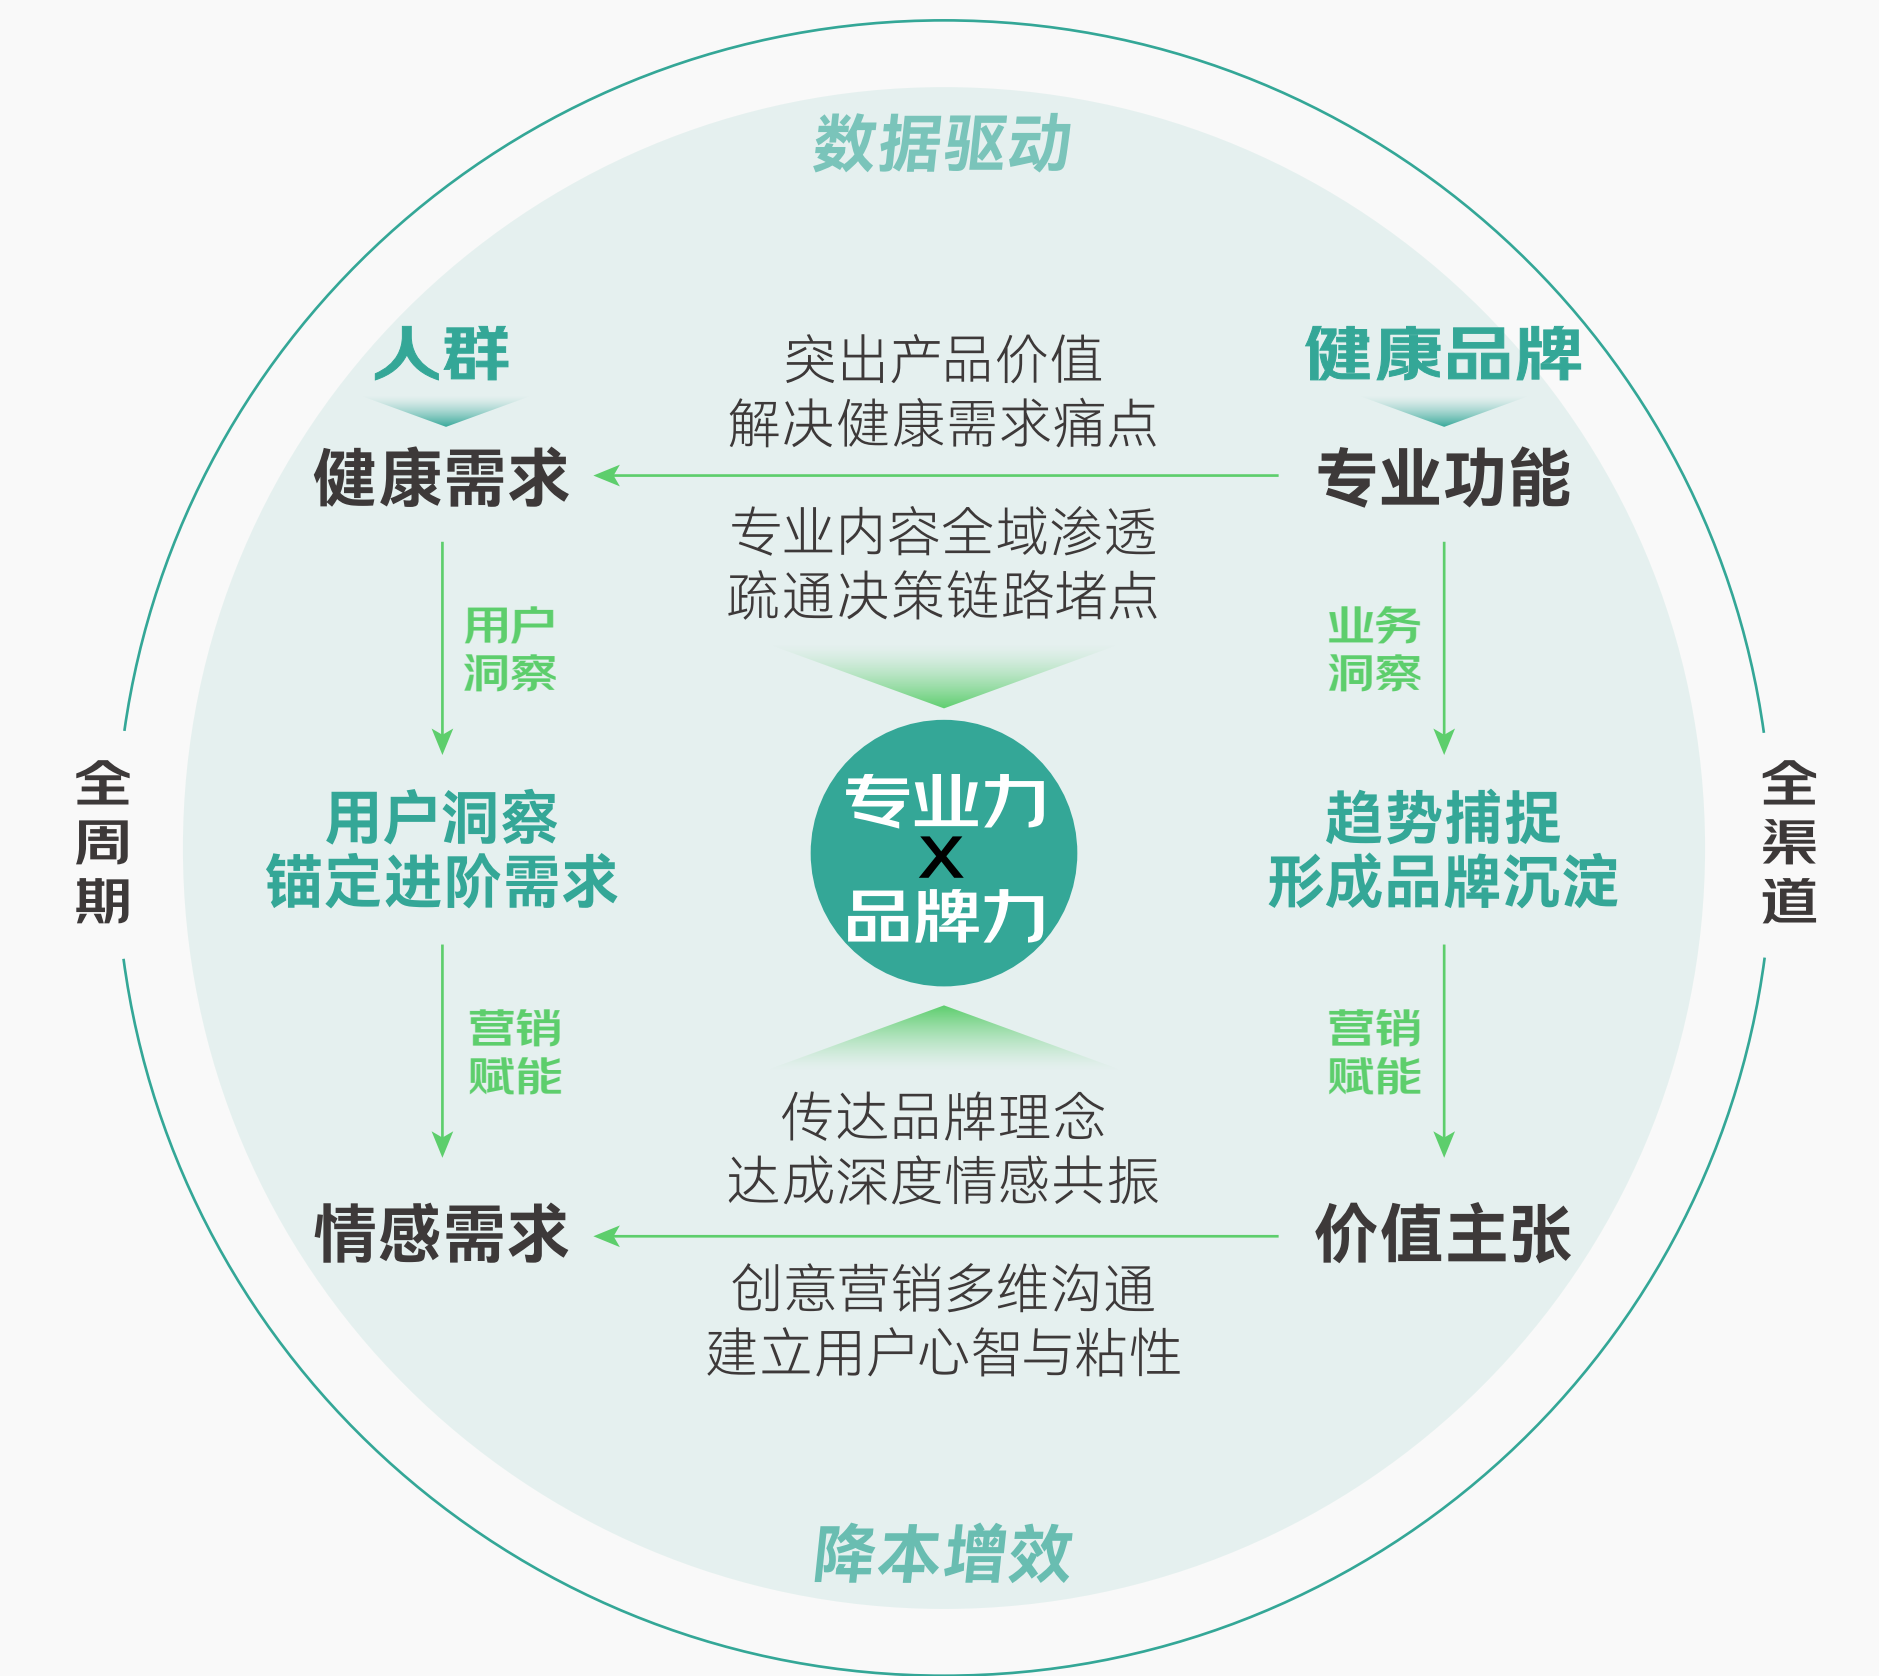 数据驱动
人群
健康品牌
突出产品价值
解决健康需求痛点
健康需求
专业功能
专业内容全域渗透
疏通决策链路堵点
用户
洞察
业务
洞察
全周期
全渠道
专业力
X
品牌力
用户洞察
锚定进阶需求
趋势捕捉
形成品牌沉淀
营销
赋能
营销
赋能
传达品牌理念
达成深度情感共振
情感需求
价值主张
创意营销多维沟通
建立用户心智与粘性
降本增效